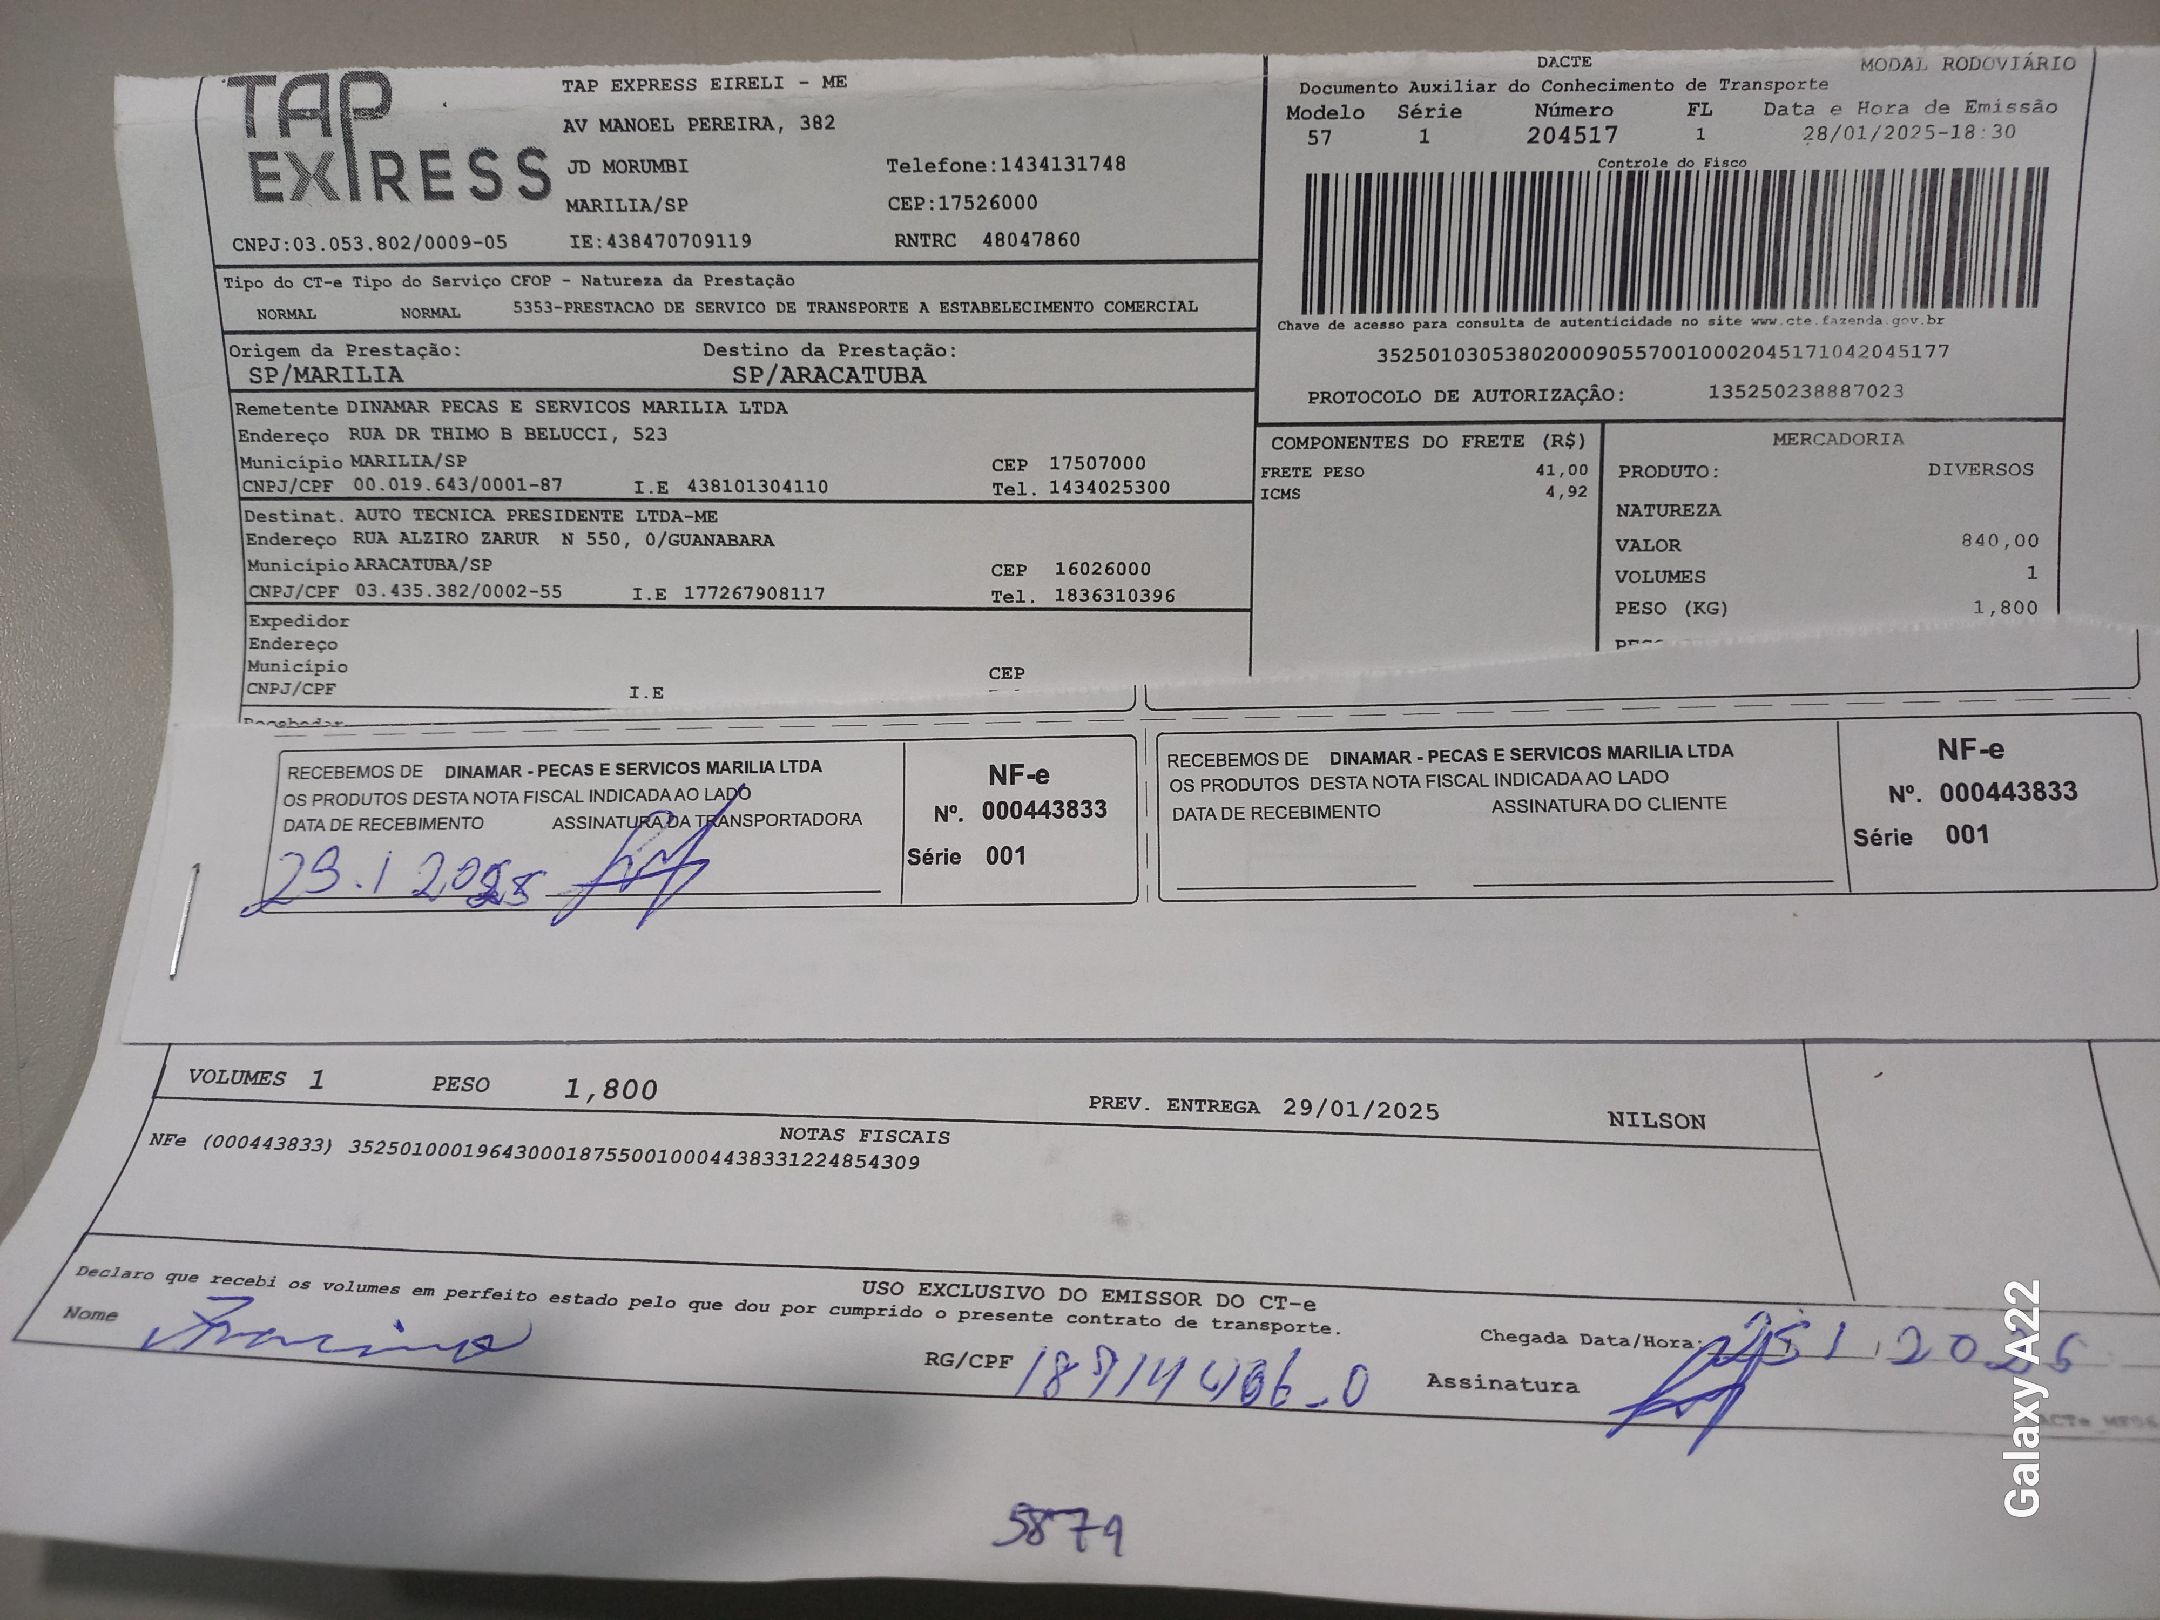 TAP EXPRESS
TAP EXPRESS EIRELI - ME
AV MANOEL PEREIRA, 382
JD MORUMBI Telefone:1434131748
MARILIA/SP CEP:17526000
CNPJ:03.053.802/0009-05 IE:438470709119 RNTRC 48047860
DACTE MODAL RODOVIÁRIO
Documento Auxiliar do Conhecimento de Transporte
Modelo Série Número FL Data e Hora de Emissão
57 1 204517 1 28/01/2025-18:30
Controle do Fisco
Chave de acesso para consulta de autenticidade no site www.cte.fazenda.gov.br
35250103053802000905570010002045171042045177
PROTOCOLO DE AUTORIZAÇÃO: 135250238887023
Tipo do CT-e Tipo do Serviço CFOP - Natureza da Prestação
NORMAL NORMAL 5353-PRESTACAO DE SERVICO DE TRANSPORTE A ESTABELECIMENTO COMERCIAL
Origem da Prestação: Destino da Prestação:
SP/MARILIA SP/ARACATUBA
Remetente DINAMAR PECAS E SERVICOS MARILIA LTDA
Endereço RUA DR THIMO B BELUCCI, 523
Município MARILIA/SP CEP 17507000
CNPJ/CPF 00.019.643/0001-87 I.E 438101304110 Tel. 1434025300
Destinat. AUTO TECNICA PRESIDENTE LTDA-ME
Endereço RUA ALZIRO ZARUR N 550, 0/GUANABARA
Município ARACATUBA/SP CEP 16026000
CNPJ/CPF 03.435.382/0002-55 I.E 177267908117 Tel. 1836310396
Expedidor
Endereço
Município CEP
CNPJ/CPF I.E
COMPONENTES DO FRETE (R$)
FRETE PESO 41,00
ICMS 4,92
MERCADORIA
PRODUTO: DIVERSOS
NATUREZA
VALOR 840,00
VOLUMES 1
PESO (KG) 1,800
RECEBEMOS DE DINAMAR - PECAS E SERVICOS MARILIA LTDA
OS PRODUTOS DESTA NOTA FISCAL INDICADA AO LADO
DATA DE RECEBIMENTO ASSINATURA DA TRANSPORTADORA
NF-e
Nº. 000443833
Série 001
RECEBEMOS DE DINAMAR - PECAS E SERVICOS MARILIA LTDA
OS PRODUTOS DESTA NOTA FISCAL INDICADA AO LADO
DATA DE RECEBIMENTO ASSINATURA DO CLIENTE
NF-e
Nº. 000443833
Série 001
VOLUMES 1 PESO 1,800 PREV. ENTREGA 29/01/2025 NILSON
NOTAS FISCAIS
NFe (000443833) 35250100019643000187550010004438331224854309
USO EXCLUSIVO DO EMISSOR DO CT-e
Declaro que recebi os volumes em perfeito estado pelo que dou por cumprido o presente contrato de transporte.
Nome RG/CPF Chegada Data/Hora:
Assinatura
5879
Galaxy A22